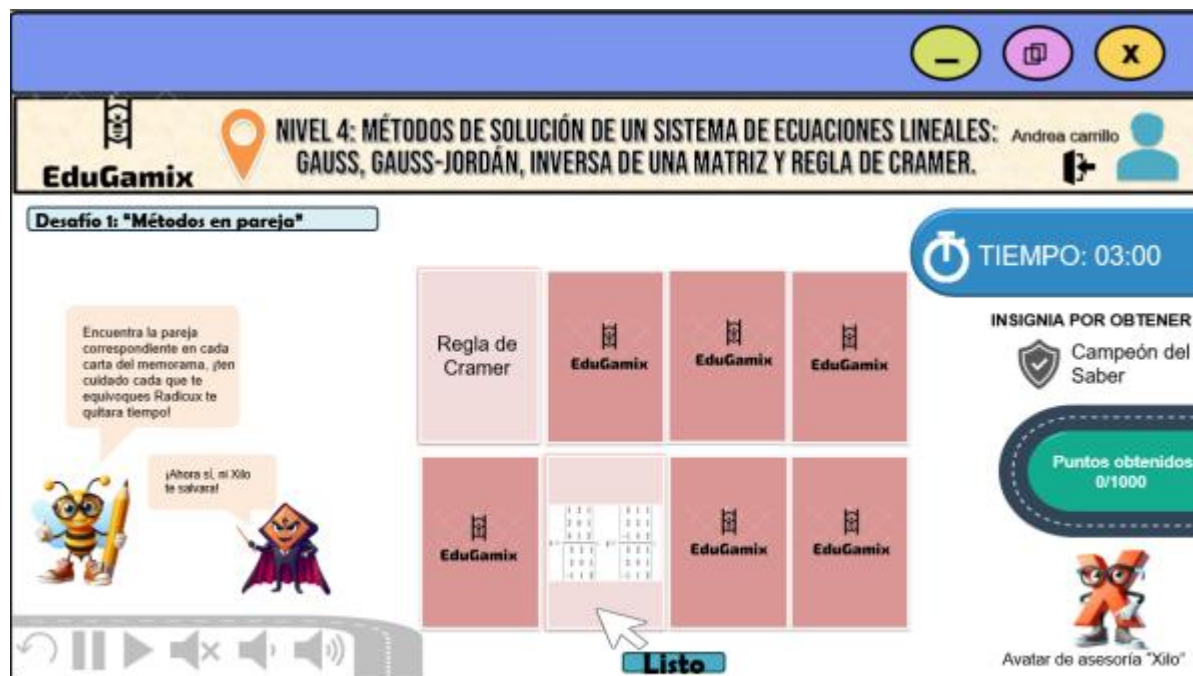 X
NIVEL 4: MÉTODOS DE SOLUCIÓN DE UN SISTEMA DE ECUACIONES LINEALES:
GAUSS, GAUSS-JORDÁN, INVERSA DE UNA MATRIZ Y REGLA DE CRAMER.
Andrea carrillo
EduGamix
Desafío 1: "Métodos en pareja"
TIEMPO: 03:00
Encuentra la pareja
correspondiente en cada
carta del memorama, ¡ten
cuidado cada que te
equivoques Radicux te
quitara tiempo!
¡Ahora sí, ni Xilo
te salvara!
Regla de
Cramer
EduGamix
EduGamix
EduGamix
EduGamix
EduGamix
EduGamix
Listo
INSIGNIA POR OBTENER
Campeón del
Saber
Puntos obtenidos
0/1000
Avatar de asesoría "Xilo"